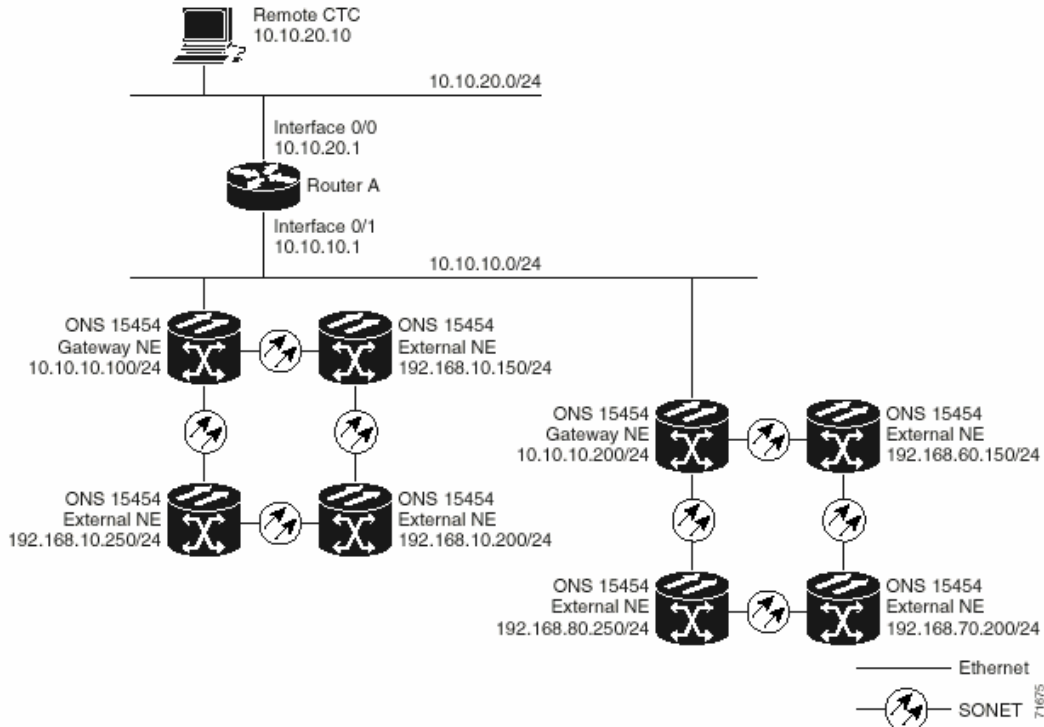 Remote CTC
10.10.20.10
10.10.20.0/24
Interface 0/0
10.10.20.1
Router A
Interface 0/1
10.10.10.1
10.10.10.0/24
ONS 15454
Gateway NE
10.10.10.100/24
ONS 15454
External NE
192.168.10.150/24
ONS 15454
External NE
192.168.10.250/24
ONS 15454
External NE
192.168.10.200/24
ONS 15454
Gateway NE
10.10.10.200/24
ONS 15454
External NE
192.168.60.150/24
ONS 15454
External NE
192.168.80.250/24
ONS 15454
External NE
192.168.70.200/24
Ethernet
SONET
71675